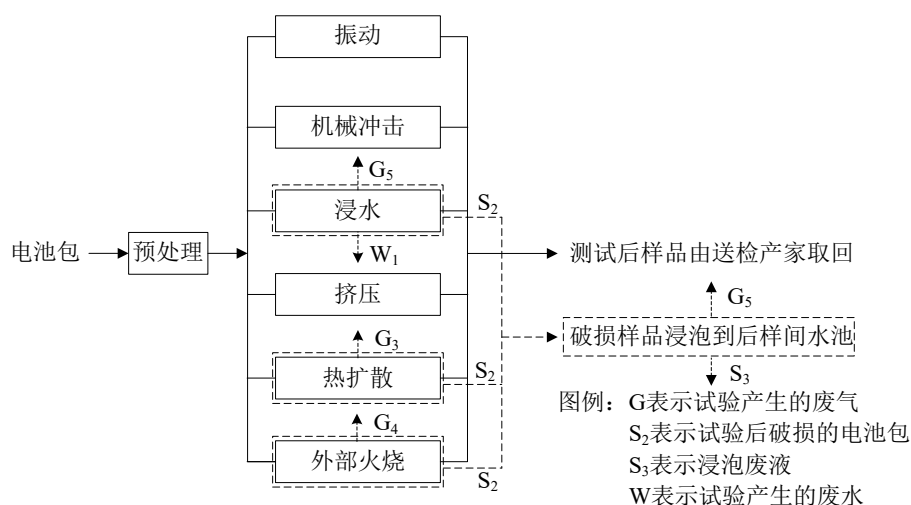 振动
机械冲击
G₅
浸水
S₂
W₁
电池包
预处理
测试后样品由送检产家取回
挤压
G₅
G₃
破损样品浸泡到后样间水池
热扩散
S₂
S₃
G₄
外部火烧
S₂
图例：G表示试验产生的废气
S₂表示试验后破损的电池包
S₃表示浸泡废液
W表示试验产生的废水